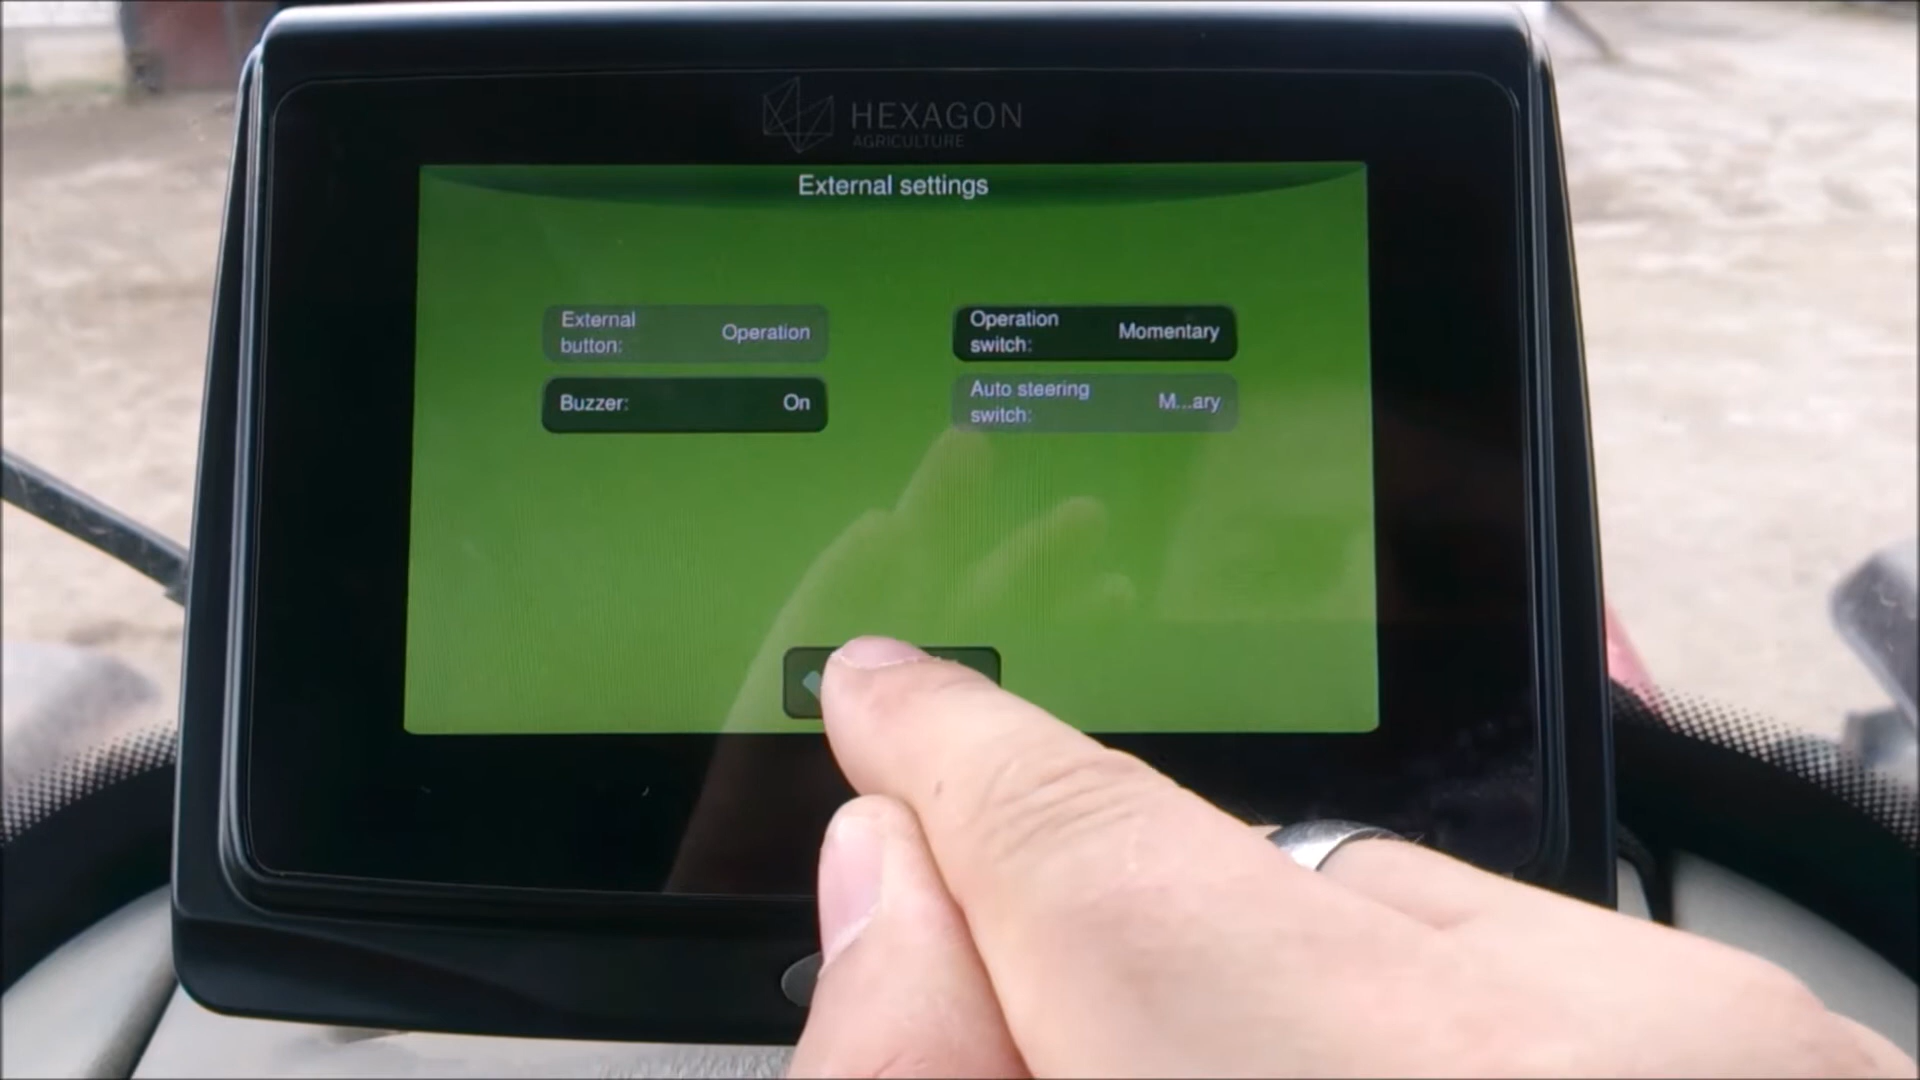 HEXAGON
AGRICULTURE
External settings
External
button:
Operation
Operation
switch:
Momentary
Buzzer:
On
Auto steering
switch:
M...ary